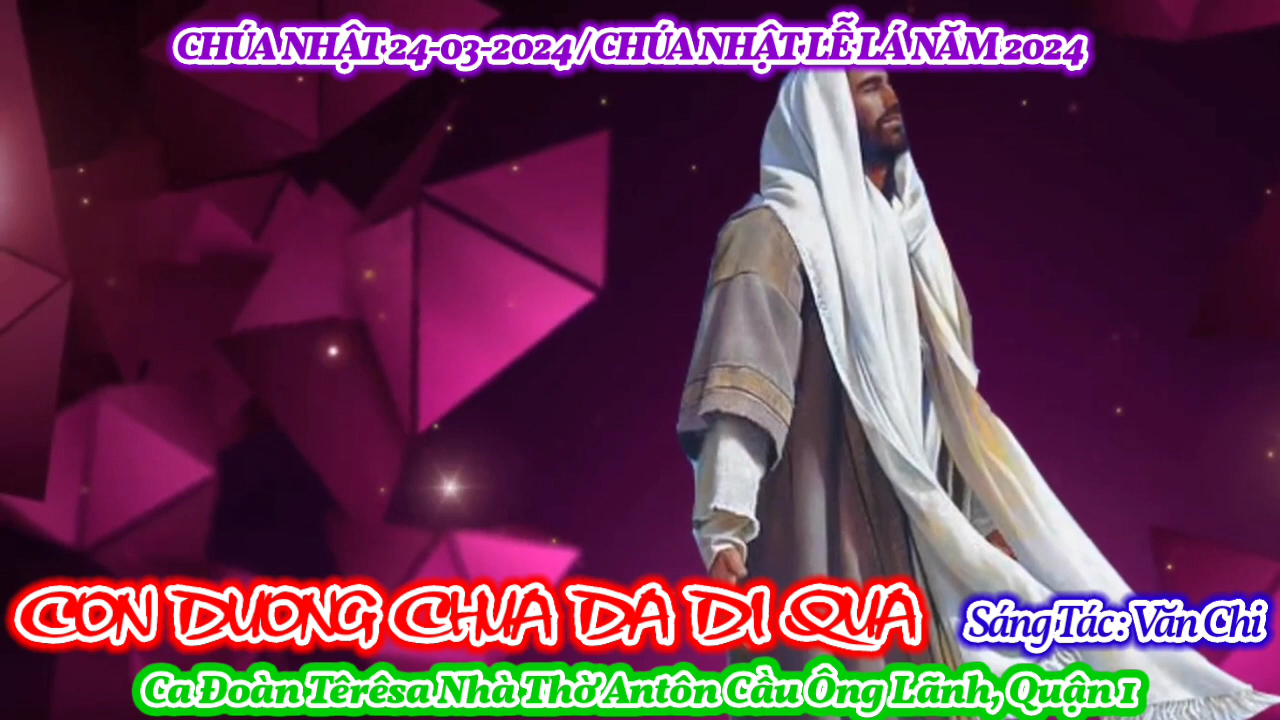 CHÚA NHẬT 24-03-2024 / CHÚA NHẬT LỄ LÁ NĂM 2024
CON DUONG CHUA DA DI QUA
Sáng Tác : Văn Chi
Ca Đoàn Têrêsa Nhà Thờ Antôn Cầu Ông Lãnh, Quận 1